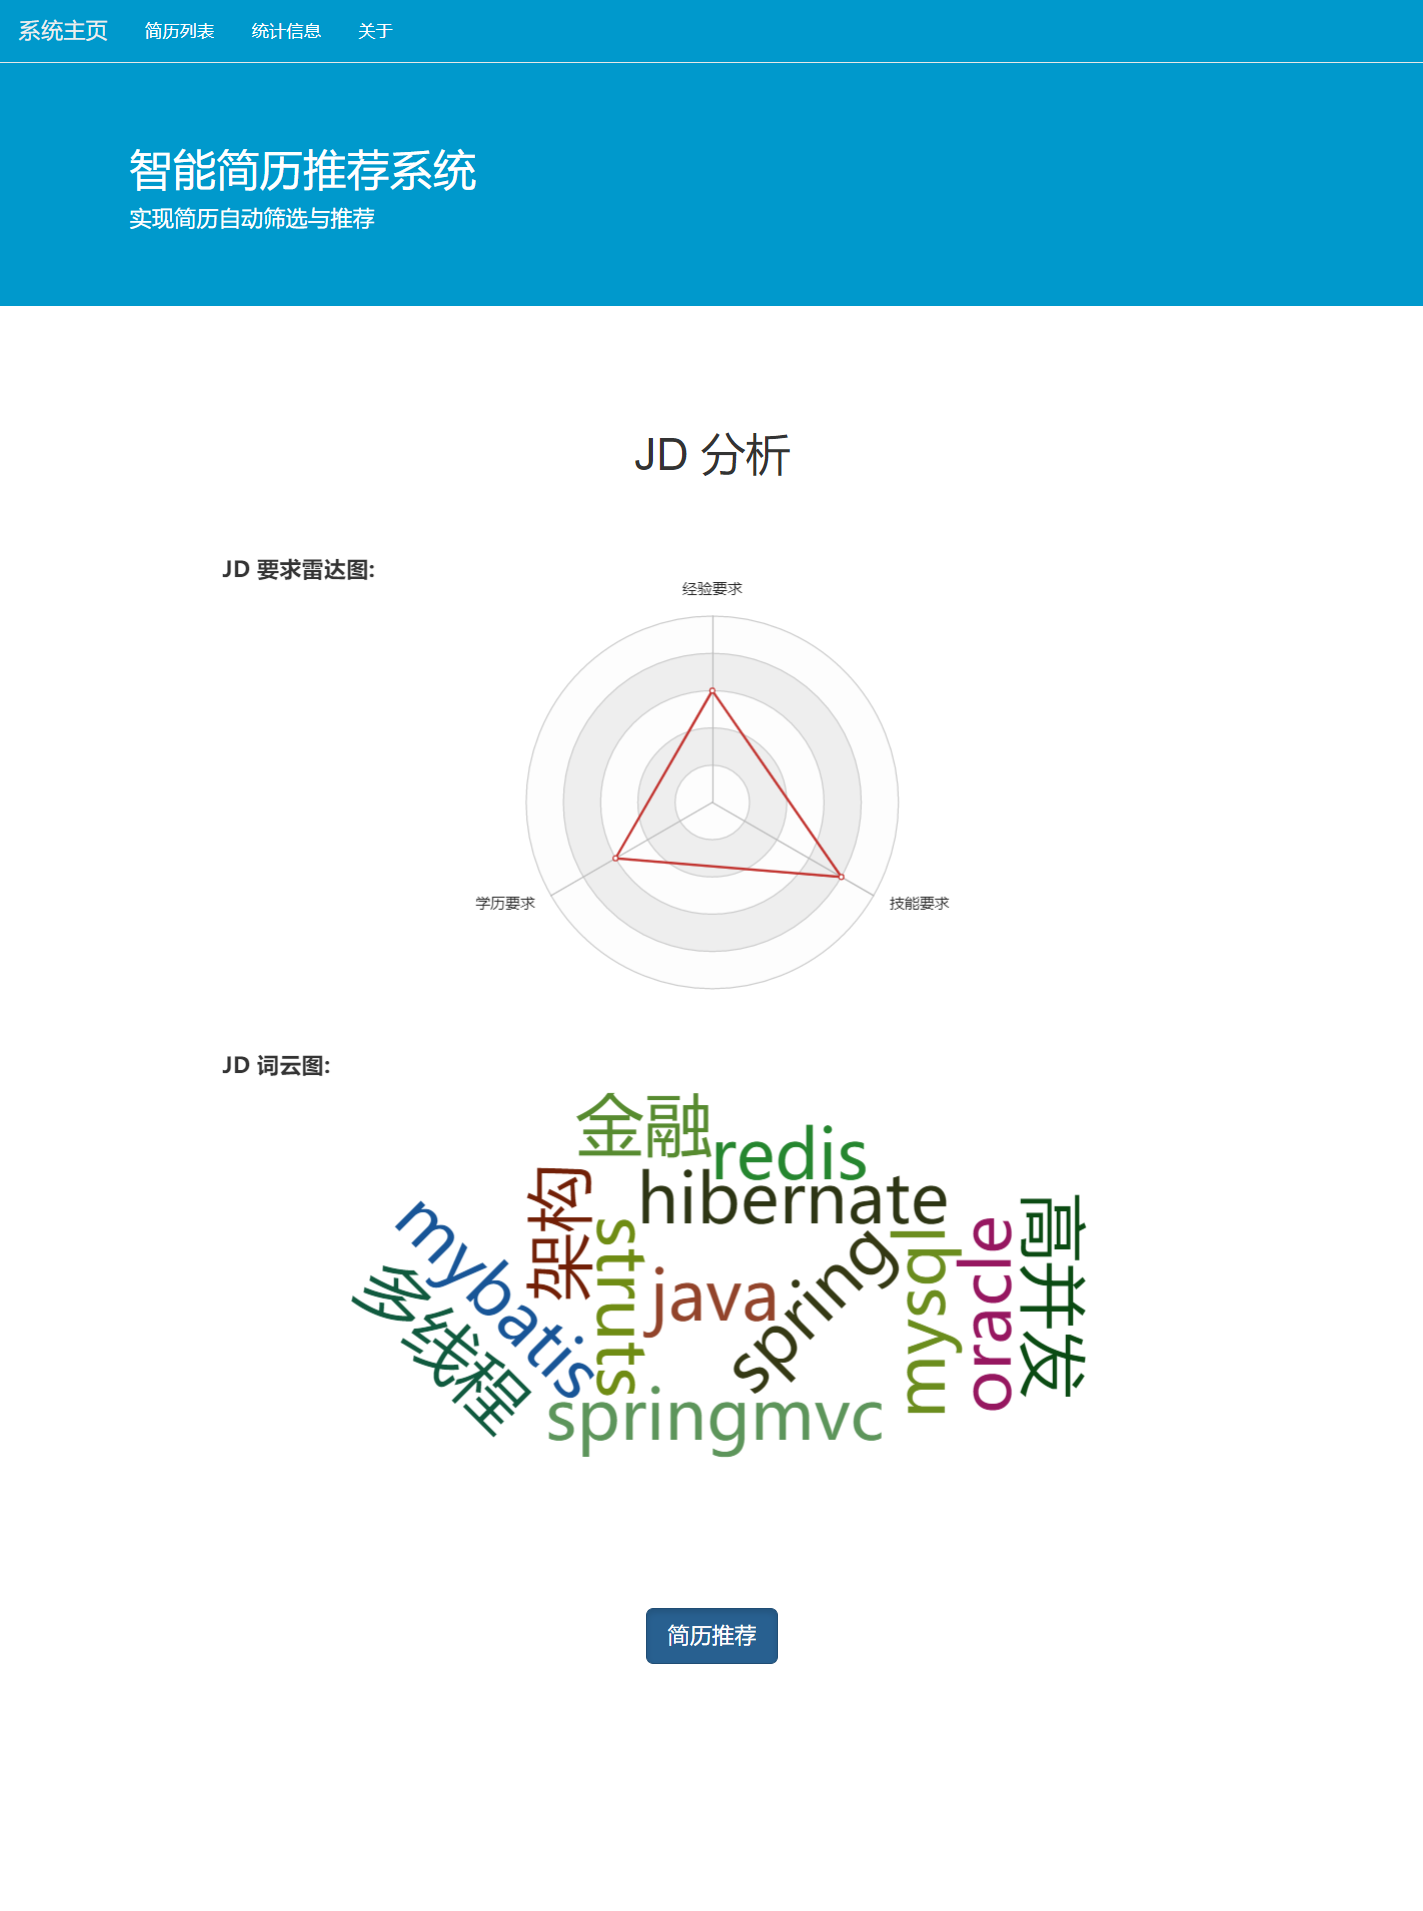 系统主页 简历列表 统计信息 关于
智能简历推荐系统
实现简历自动筛选与推荐
JD 分析
JD 要求雷达图:
经验要求
学历要求
技能要求
JD 词云图:
金融
redis
hibernate
架构
mybatis
多线程
struts
java
spring
mysql
oracle
高并发
springmvc
简历推荐